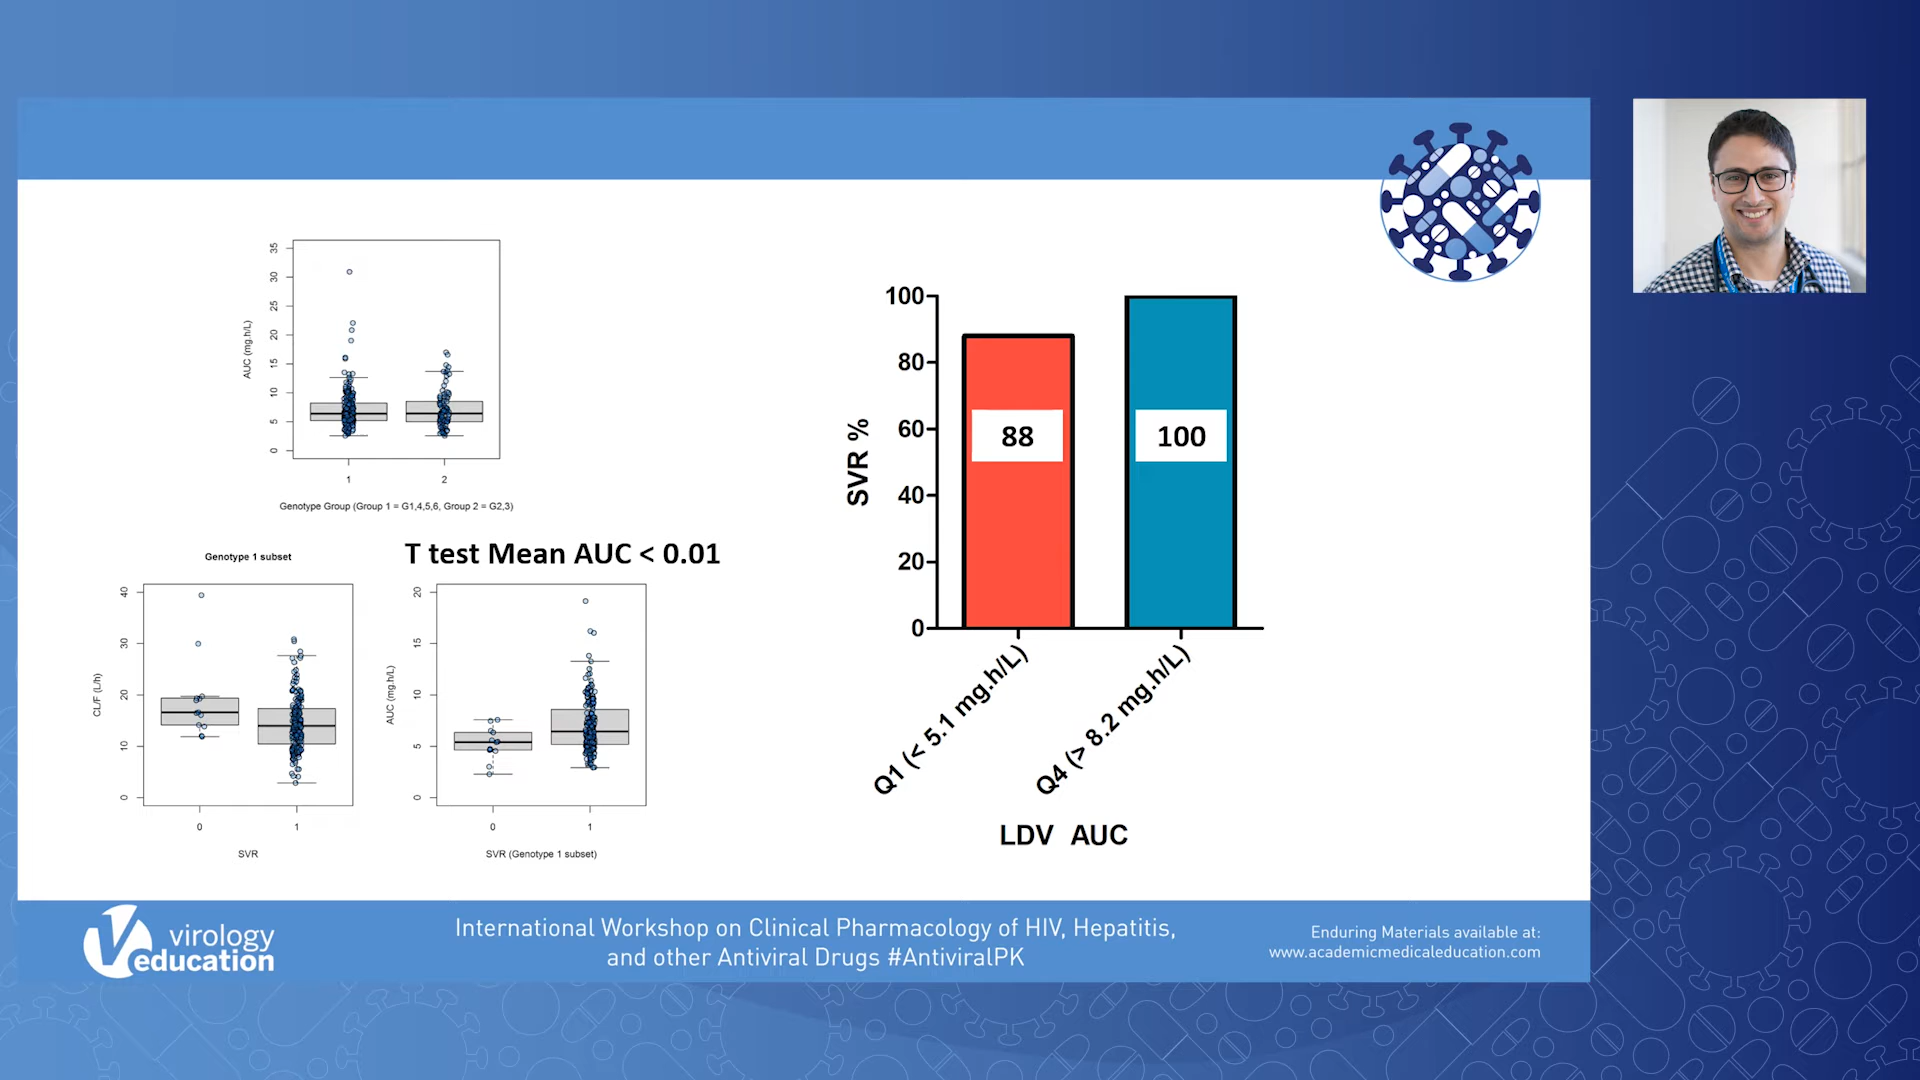 35
30
25
20
15
10
5
0
AUC (mg.h/L)
1
2
Genotype Group (Group 1 = G1,4,5,6, Group 2 = G2,3)
Genotype 1 subset
40
30
20
10
0
CL/F (L/h)
0
1
SVR
T test Mean AUC < 0.01
20
15
10
5
0
AUC (mg.h/L)
0
1
SVR (Genotype 1 subset)
100
80
60
40
20
0
SVR %
88
100
Q1 (< 5.1 mg.h/L)
Q4 (> 8.2 mg.h/L)
LDV AUC
virology
education
International Workshop on Clinical Pharmacology of HIV, Hepatitis,
and other Antiviral Drugs #AntiviralPK
Enduring Materials available at:
www.academicmedicaleducation.com